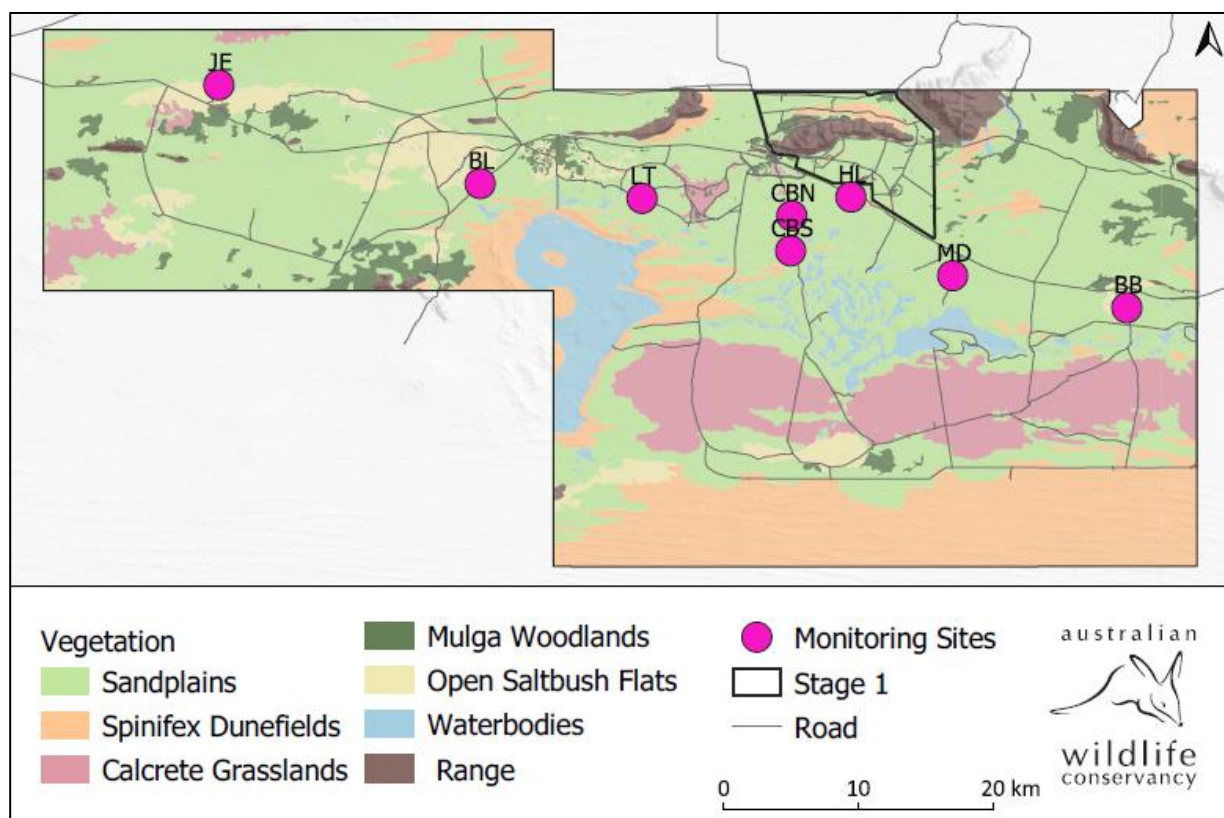 JE
BL
LT
HL
CBN
CBS
MD
BB
Vegetation
Sandplains
Spinifex Dunefields
Calcrete Grasslands
Mulga Woodlands
Open Saltbush Flats
Waterbodies
Range
Monitoring Sites
Stage 1
Road
0 10 20 km
australian
wildlife
conservancy